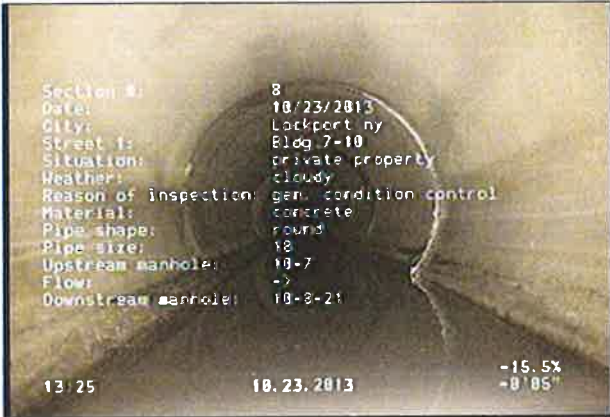 Section #: 8
Date: 10/23/2013
City: Lockport ny
Street 1: Bldg 7-10
Situation: private property
Weather: cloudy
Reason of inspection: gen. condition control
Material: concrete
Pipe shape: round
Pipe size: 18
Upstream manhole: 10-7
Flow: ->
Downstream manhole: 10-8-21
-15.5%
13:25 10.23.2013 -0'05"